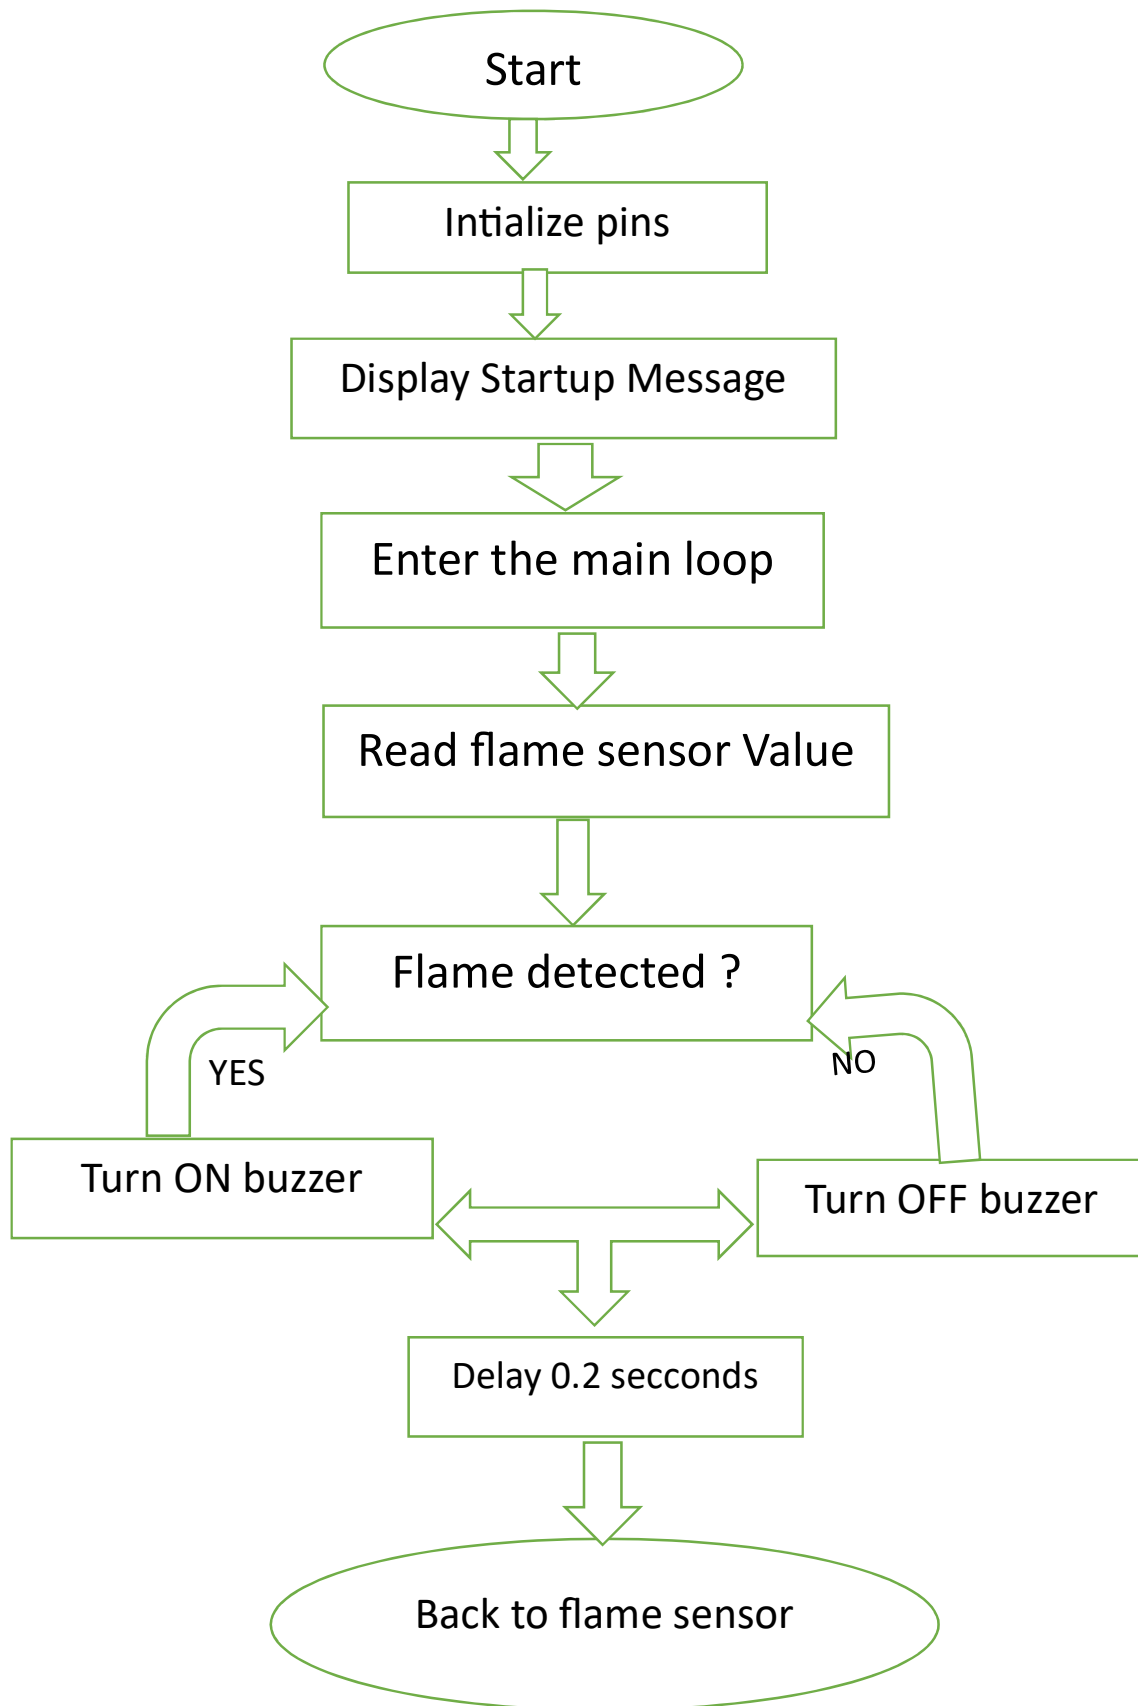 Start
Intialize pins
Display Startup Message
Enter the main loop
Read flame sensor Value
Flame detected ?
YES
NO
Turn ON buzzer
Turn OFF buzzer
Delay 0.2 secconds
Back to flame sensor